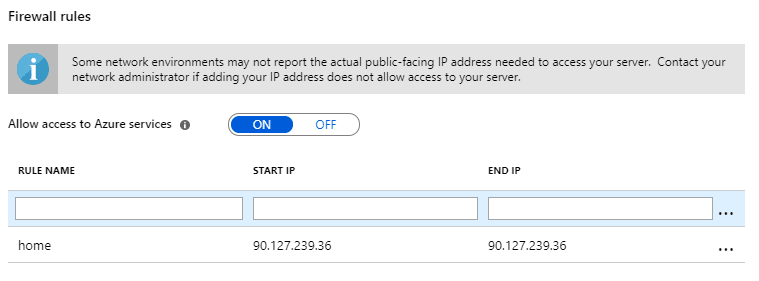 Firewall rules
Some network environments may not report the actual public-facing IP address needed to access your server. Contact your
network administrator if adding your IP address does not allow access to your server.
Allow access to Azure services ON OFF
RULE NAME START IP END IP
...
home 90.127.239.36 90.127.239.36 ...